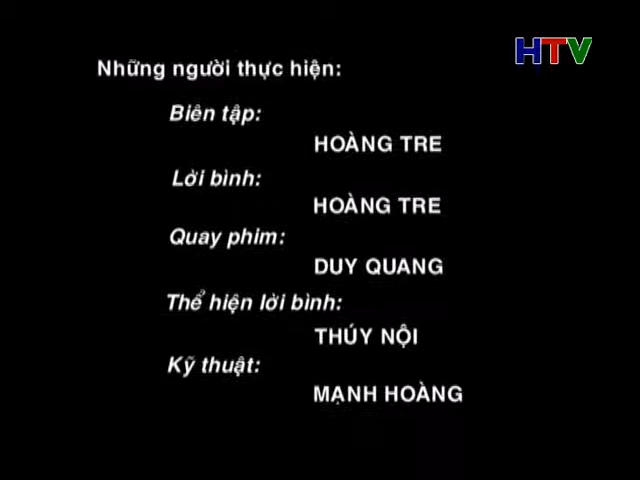 HTV
Những người thực hiện:
Biên tập:
HOÀNG TRE
Lời bình:
HOÀNG TRE
Quay phim:
DUY QUANG
Thể hiện lời bình:
THÚY NỘI
Kỹ thuật:
MẠNH HOÀNG